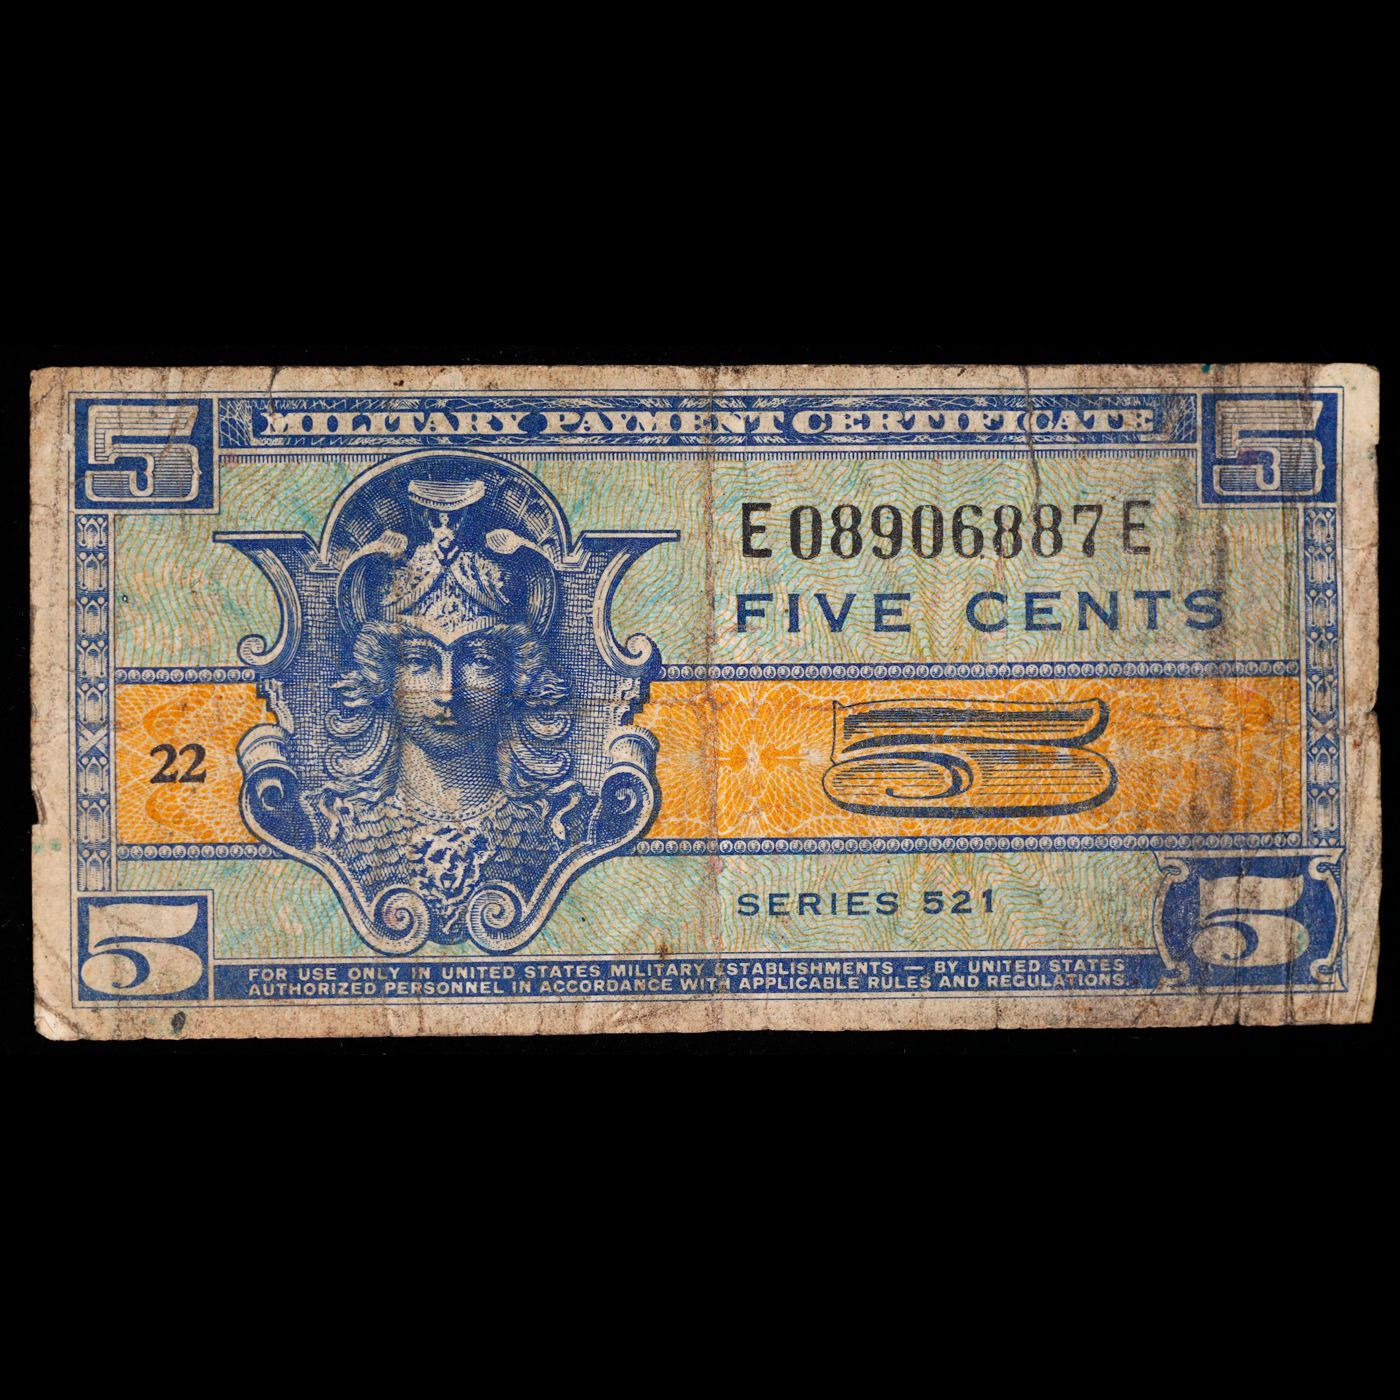 5 MILITARY PAYMENT CERTIFICATE 5
E08906887E
FIVE CENTS
22 5
SERIES 521
5 5
FOR USE ONLY IN UNITED STATES MILITARY ESTABLISHMENTS — BY UNITED STATES
AUTHORIZED PERSONNEL IN ACCORDANCE WITH APPLICABLE RULES AND REGULATIONS.